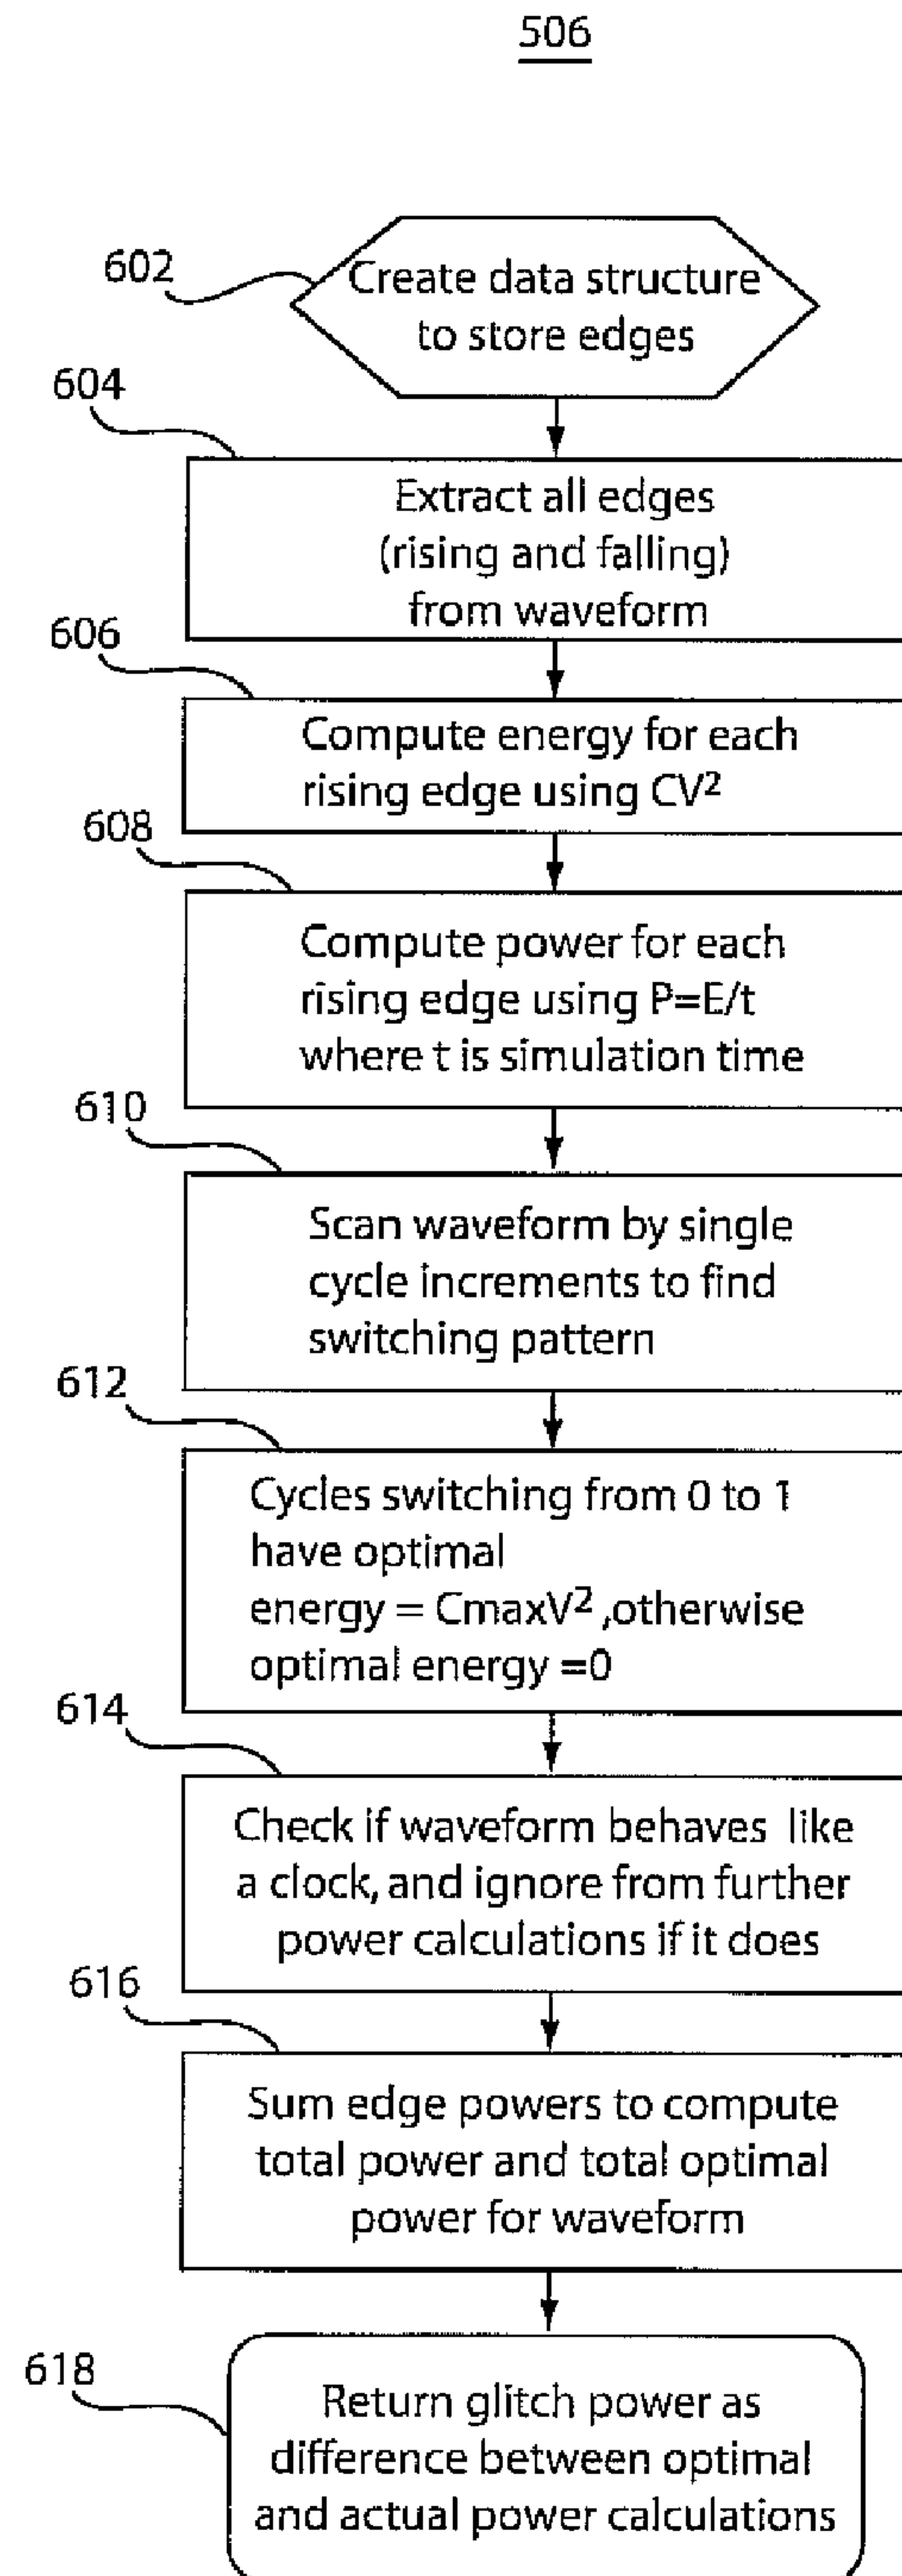 506
602
Create data structure
to store edges
604
Extract all edges
(rising and falling)
from waveform
606
Compute energy for each
rising edge using CV²
608
Compute power for each
rising edge using P=E/t
where t is simulation time
610
Scan waveform by single
cycle increments to find
switching pattern
612
Cycles switching from 0 to 1
have optimal
energy = CmaxV² ,otherwise
optimal energy =0
614
Check if waveform behaves like
a clock, and ignore from further
power calculations if it does
616
Sum edge powers to compute
total power and total optimal
power for waveform
618
Return glitch power as
difference between optimal
and actual power calculations